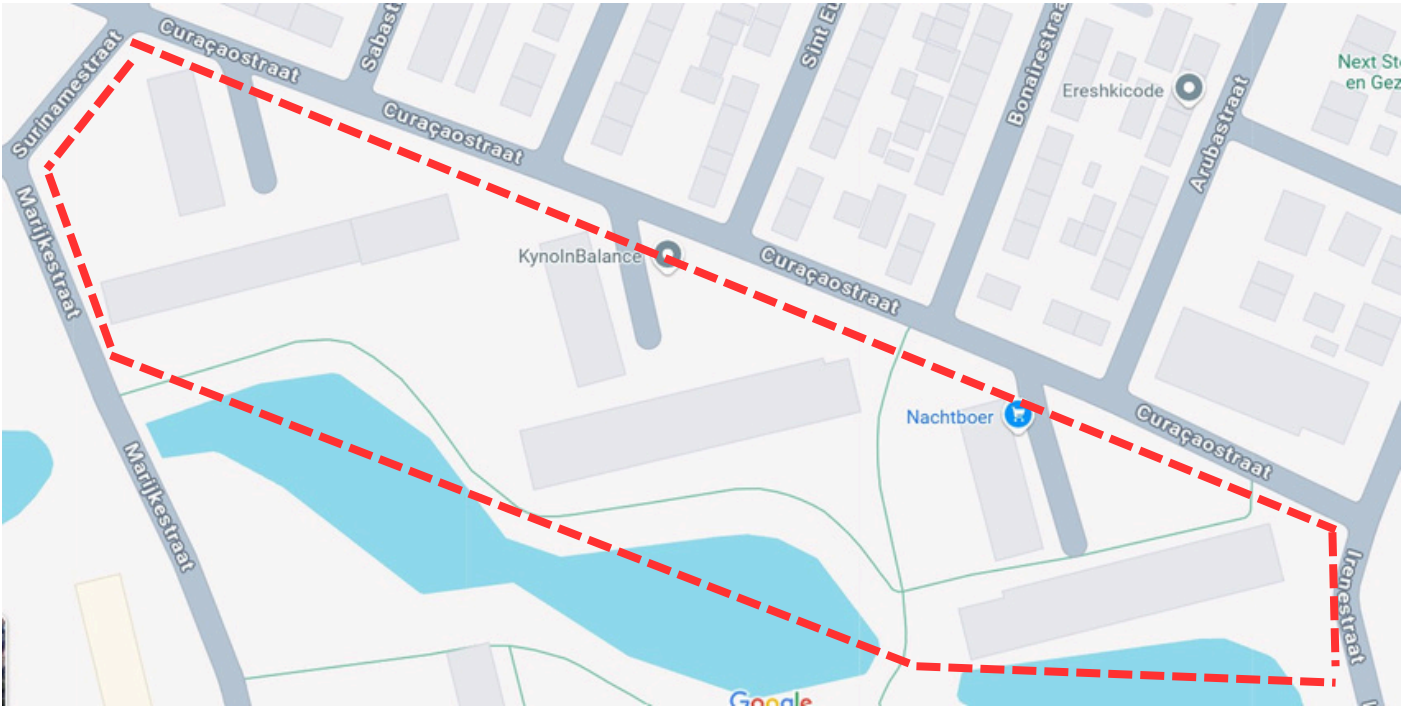 Surinamestraat
Curaçaostraat
Sabast
Sint Eu
Bonairestraa
Ereshkicode
Arubastraat
Next Ste
en Gez
Curaçaostraat
Marijkestraat
KynoInBalance
Curaçaostraat
Nachtboer
Curaçaostraat
Marijkestraat
Irenestraat
Google